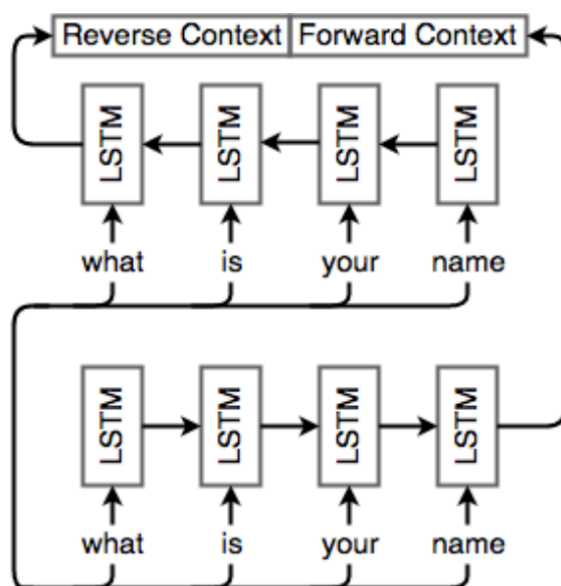 Reverse Context Forward Context
LSTM LSTM LSTM LSTM
what is your name
LSTM LSTM LSTM LSTM
what is your name